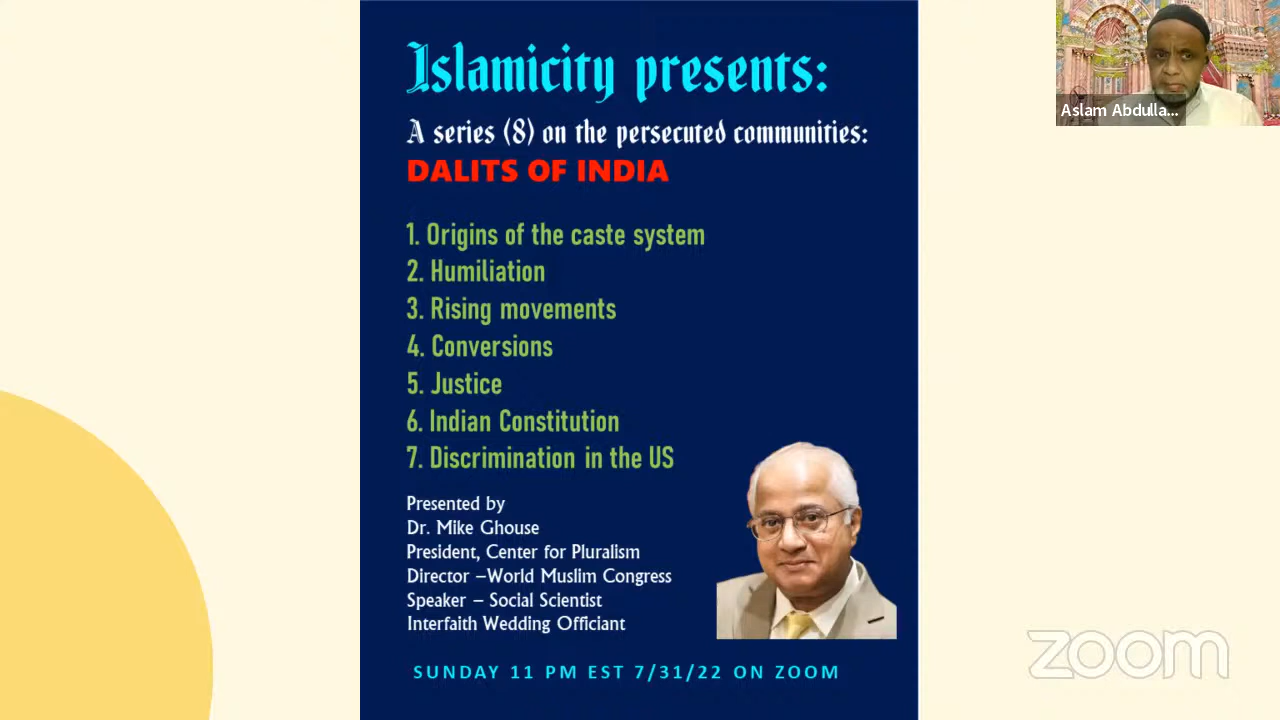 Islamicity presents:
A series (8) on the persecuted communities:
DALITS OF INDIA
1. Origins of the caste system
2. Humiliation
3. Rising movements
4. Conversions
5. Justice
6. Indian Constitution
7. Discrimination in the US
Presented by
Dr. Mike Ghouse
President, Center for Pluralism
Director –World Muslim Congress
Speaker – Social Scientist
Interfaith Wedding Officiant
SUNDAY 11 PM EST 7/31/22 ON ZOOM
Aslam Abdulla...
zoom